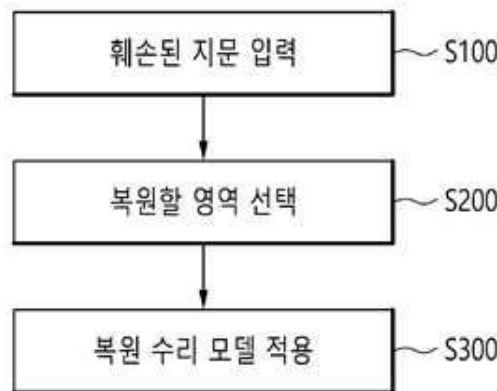 훼손된 지문 입력
S100
복원할 영역 선택
S200
복원 수리 모델 적용
S300